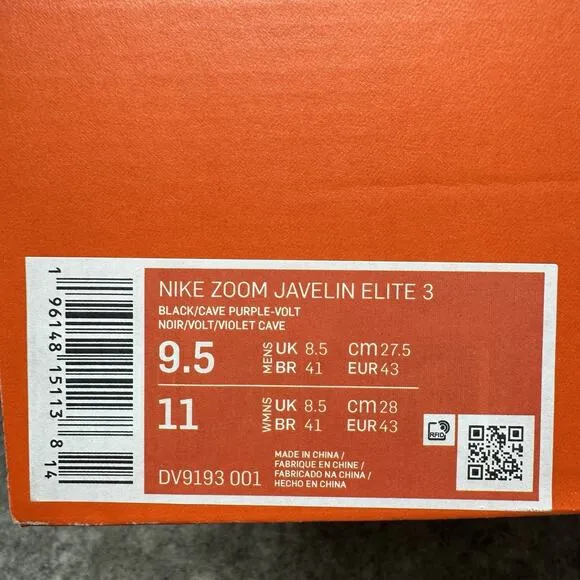 NIKE ZOOM JAVELIN ELITE 3
BLACK/CAVE PURPLE-VOLT
NOIR/VOLT/VIOLET CAVE
9.5 MENS UK 8.5 cm 27.5
BR 41 EUR 43
11 WMNS UK 8.5 cm 28
BR 41 EUR 43
MADE IN CHINA /
FABRIQUE EN CHINE /
FABRICADO NA CHINA /
HECHO EN CHINA
DV9193 001
RFID
1 96148 15113 8 14